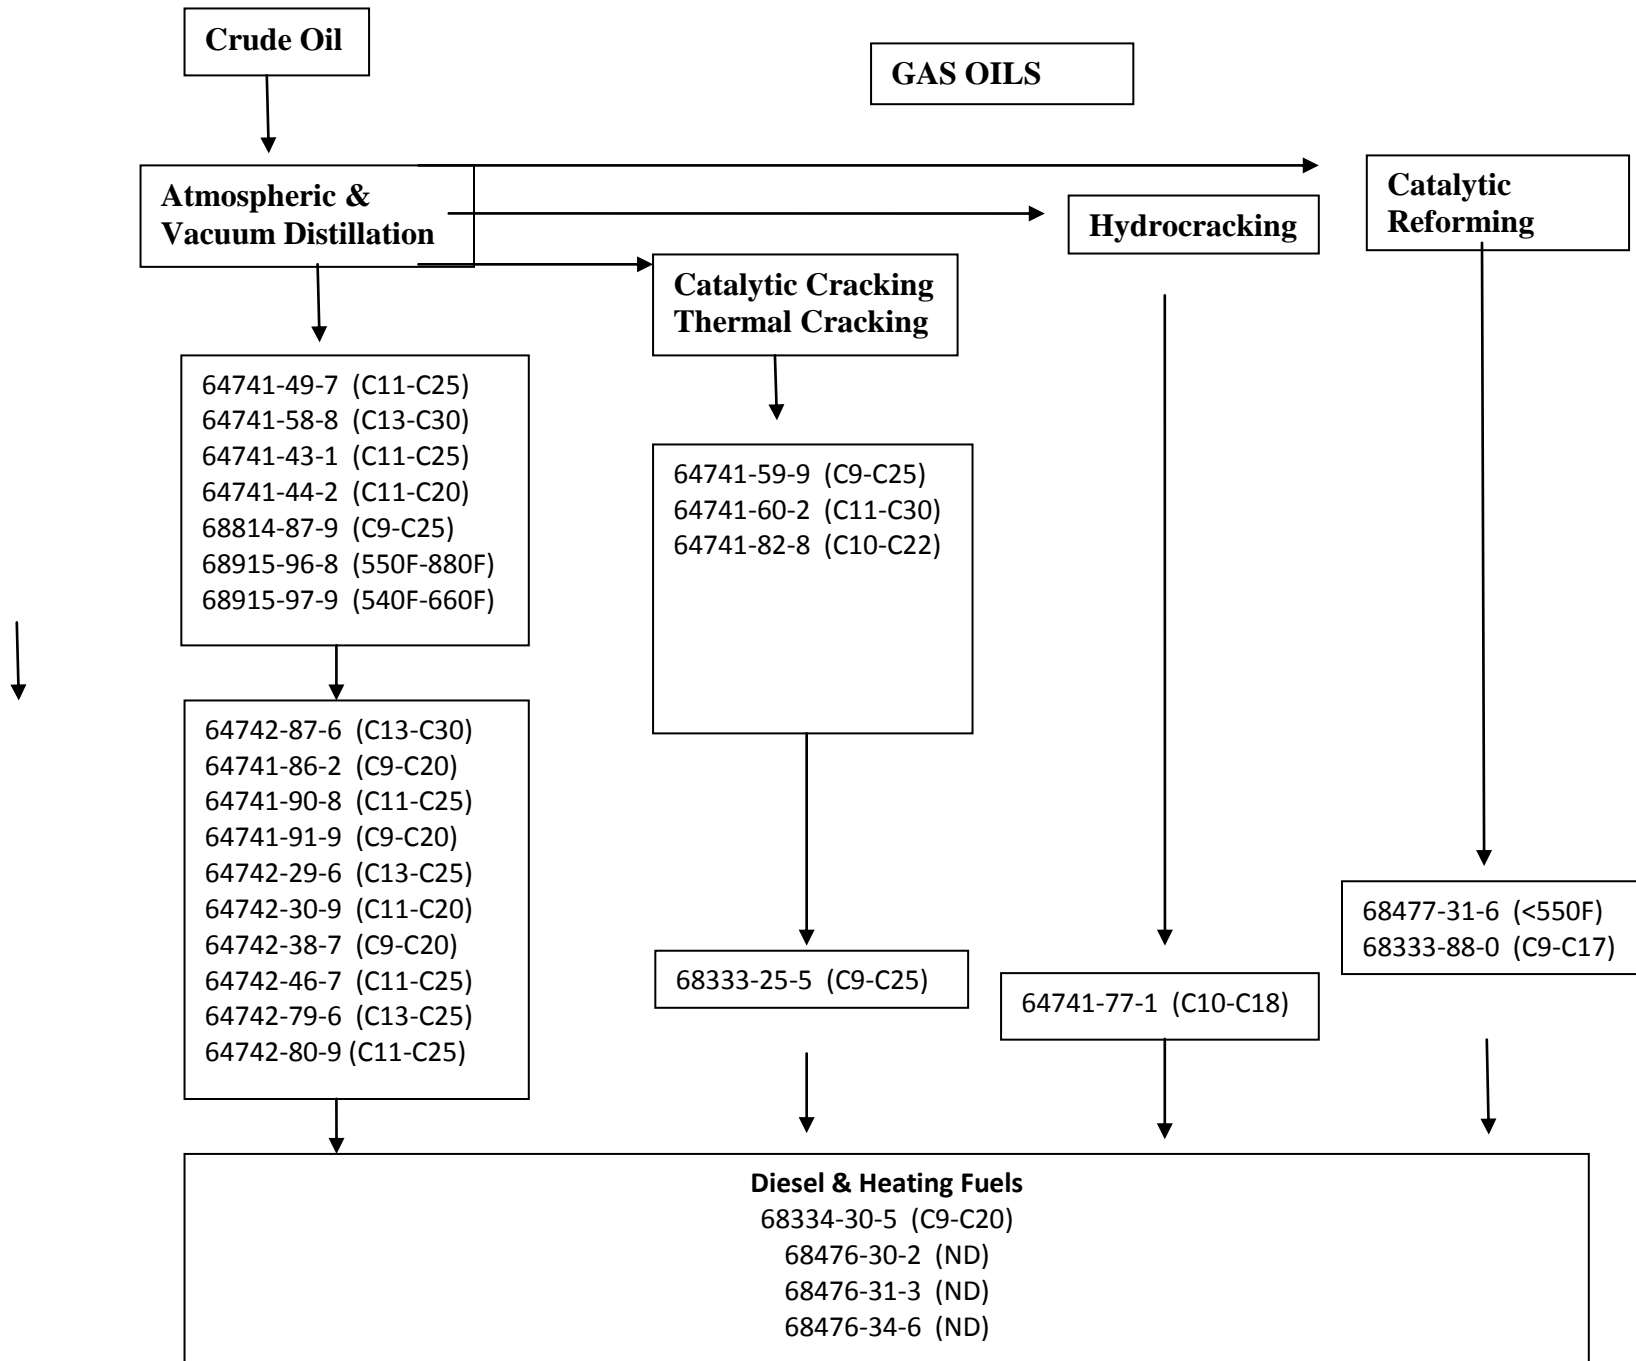 Crude Oil
GAS OILS
Atmospheric &
Vacuum Distillation
Hydrocracking
Catalytic
Reforming
Catalytic Cracking
Thermal Cracking
64741-49-7 (C11-C25)
64741-58-8 (C13-C30)
64741-43-1 (C11-C25)
64741-44-2 (C11-C20)
68814-87-9 (C9-C25)
68915-96-8 (550F-880F)
68915-97-9 (540F-660F)
64741-59-9 (C9-C25)
64741-60-2 (C11-C30)
64741-82-8 (C10-C22)
64742-87-6 (C13-C30)
64741-86-2 (C9-C20)
64741-90-8 (C11-C25)
64741-91-9 (C9-C20)
64742-29-6 (C13-C25)
64742-30-9 (C11-C20)
64742-38-7 (C9-C20)
64742-46-7 (C11-C25)
64742-79-6 (C13-C25)
64742-80-9 (C11-C25)
68333-25-5 (C9-C25)
64741-77-1 (C10-C18)
68477-31-6 (<550F)
68333-88-0 (C9-C17)
Diesel & Heating Fuels
68334-30-5 (C9-C20)
68476-30-2 (ND)
68476-31-3 (ND)
68476-34-6 (ND)